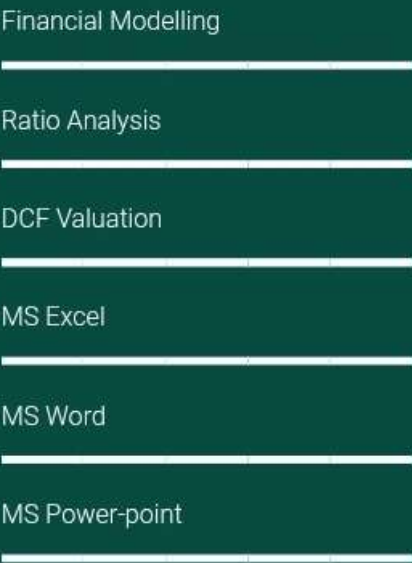 Financial Modelling
Ratio Analysis
DCF Valuation
MS Excel
MS Word
MS Power-point